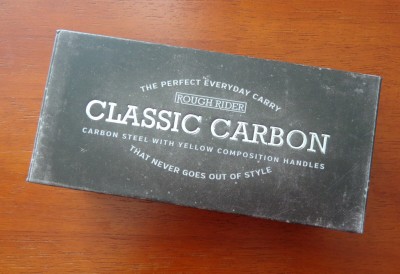 THE PERFECT EVERYDAY CARRY
ROUGH RIDER
CLASSIC CARBON
CARBON STEEL WITH YELLOW COMPOSITION HANDLES
THAT NEVER GOES OUT OF STYLE